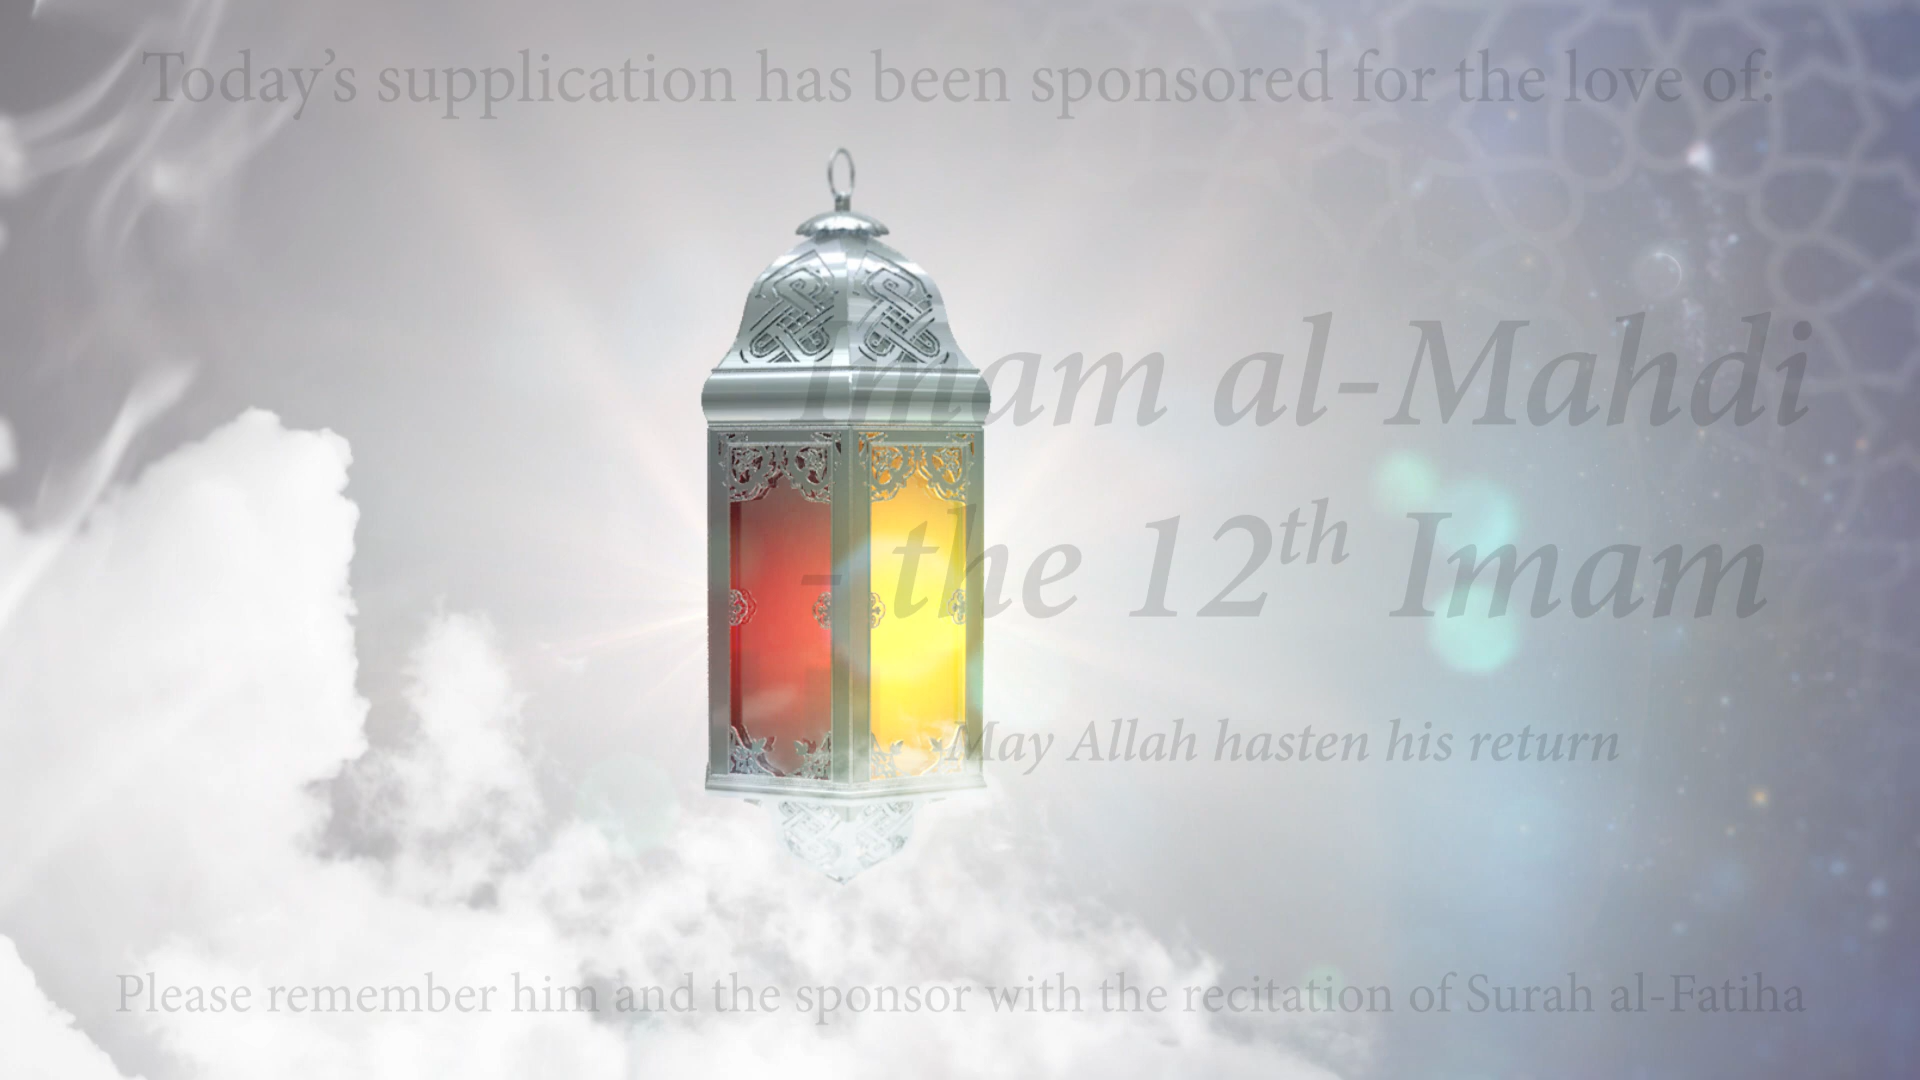 Today’s supplication has been sponsored for the love of:
Imam al-Mahdi
- the 12th Imam
May Allah hasten his return
Please remember him and the sponsor with the recitation of Surah al-Fatiha